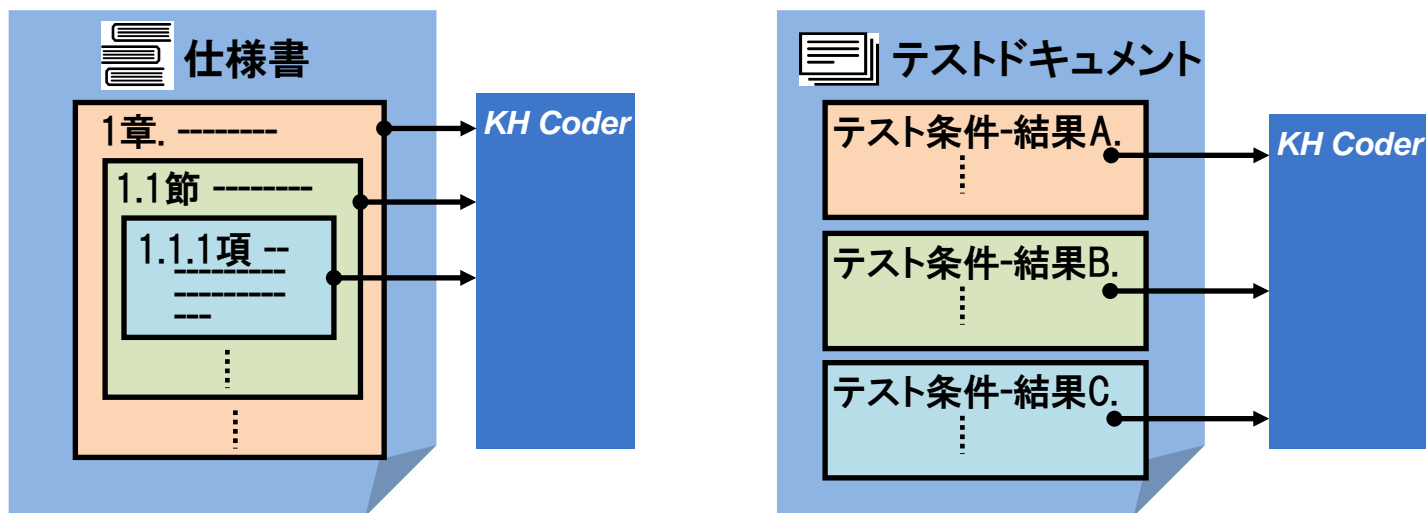 仕様書
1章. --------
1.1節 --------
1.1.1項 --
---------
---------
---
KH Coder
テストドキュメント
テスト条件-結果A.
テスト条件-結果B.
テスト条件-結果C.
KH Coder